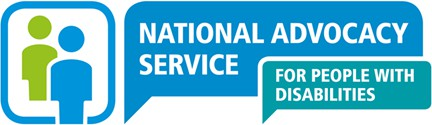 NATIONAL ADVOCACY
SERVICE
FOR PEOPLE WITH
DISABILITIES